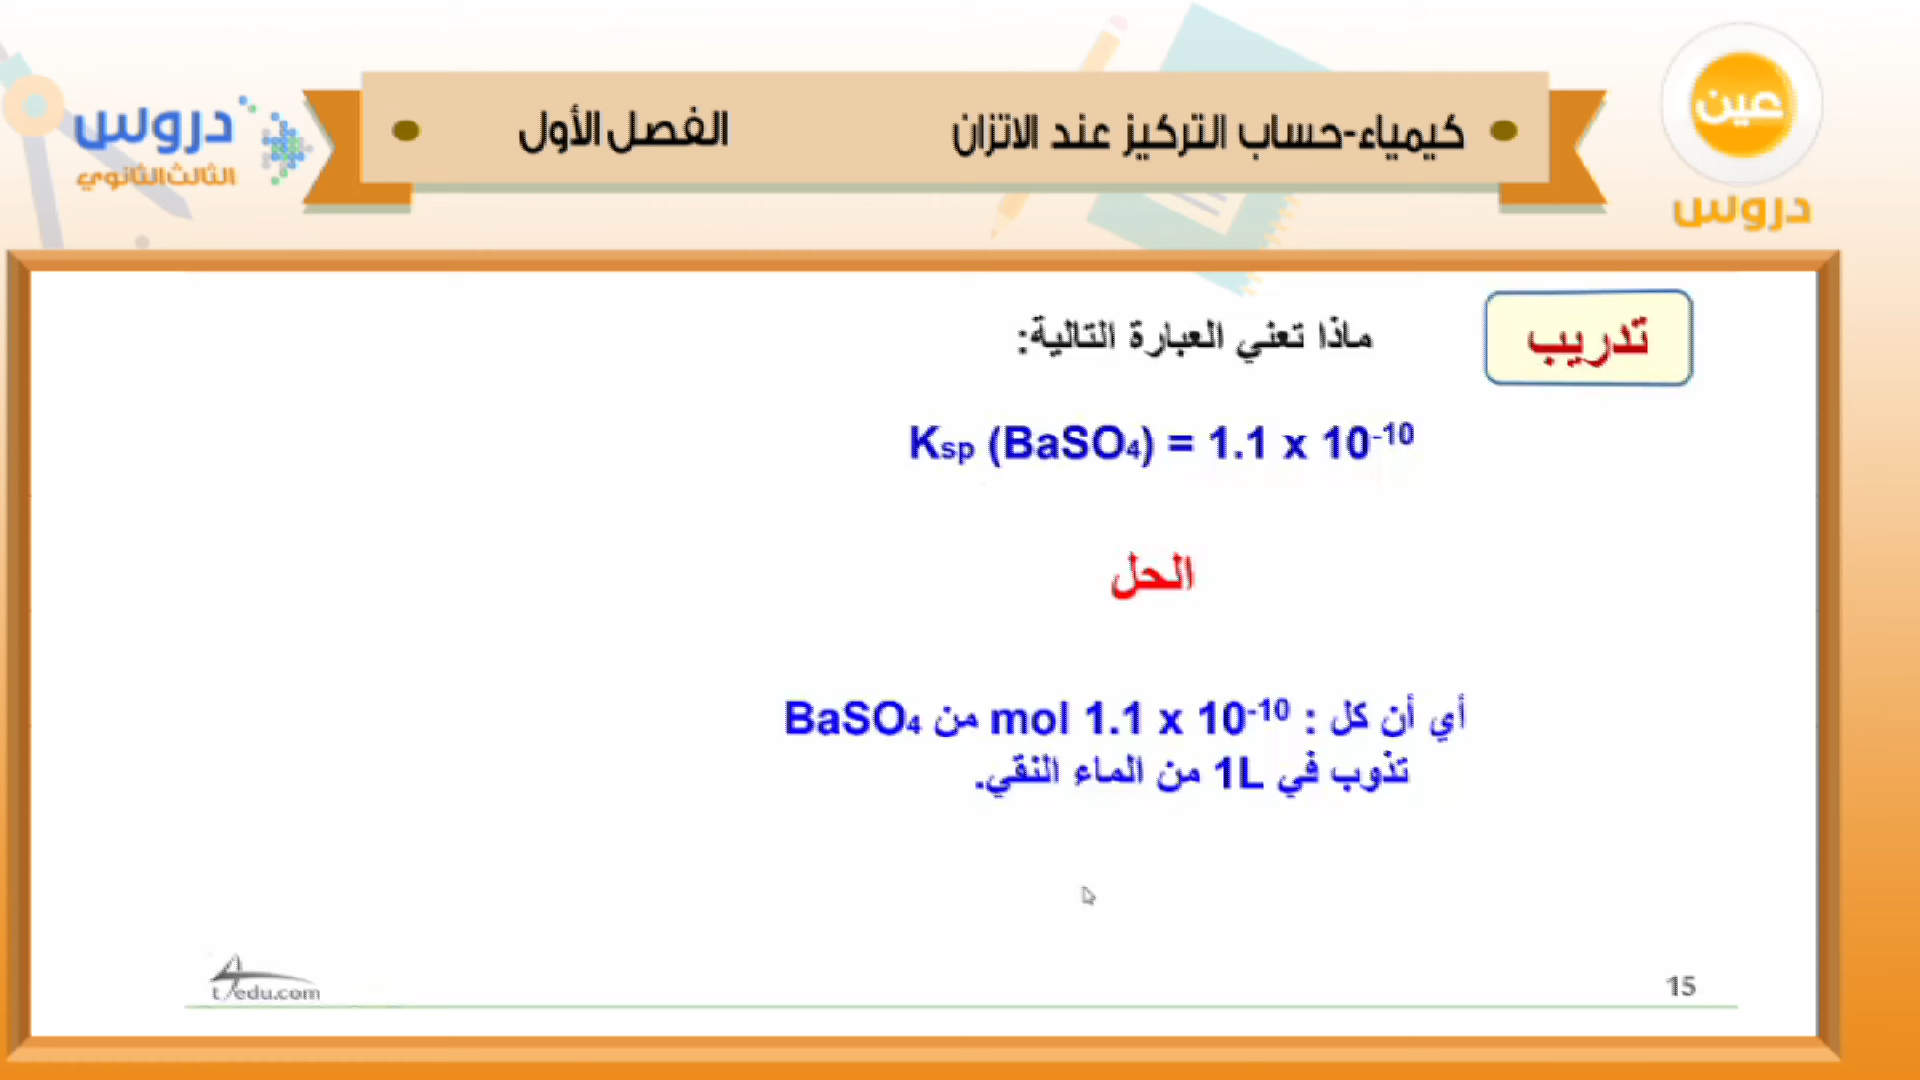 عين
دروس
كيمياء-حساب التركيز عند الاتزان
الفصل الأول
دروس
الثالث الثانوي
تدريب
ماذا تعني العبارة التالية:
Ksp (BaSO₄) = 1.1 x 10⁻¹⁰
الحل
أي أن كل : mol 1.1 x 10⁻¹⁰ من BaSO₄
تذوب في 1L من الماء النقي.
t4edu.com
15